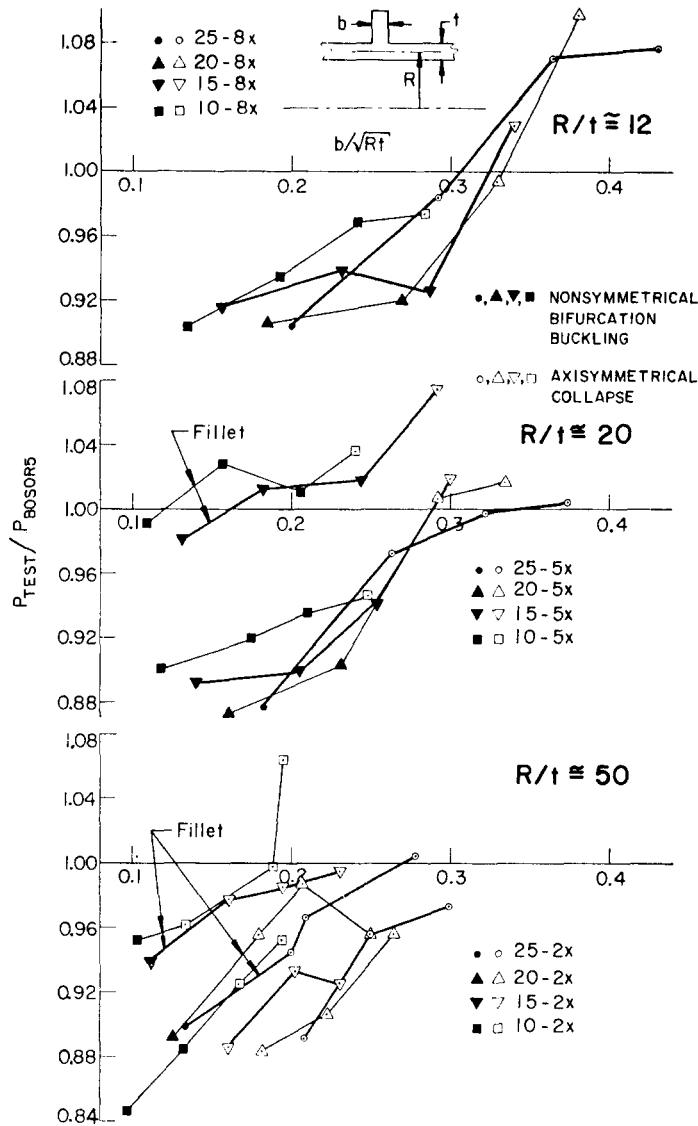 1.08
1.04
1.00
0.96
0.92
0.88
25-8x
20-8x
15-8x
10-8x
b
t
R
b/√Rt
R/t ≅ 12
0.1
0.2
0.3
0.4
NONSYMMETRICAL
BIFURCATION
BUCKLING
AXISYMMETRICAL
COLLAPSE
1.08
1.04
1.00
0.96
0.92
0.88
Fillet
R/t ≅ 20
0.1
0.2
0.3
0.4
PTEST/PBOSOR5
25-5x
20-5x
15-5x
10-5x
1.08
1.04
1.00
0.96
0.92
0.88
0.84
R/t ≅ 50
Fillet
0.1
0.2
0.3
0.4
25-2x
20-2x
15-2x
10-2x